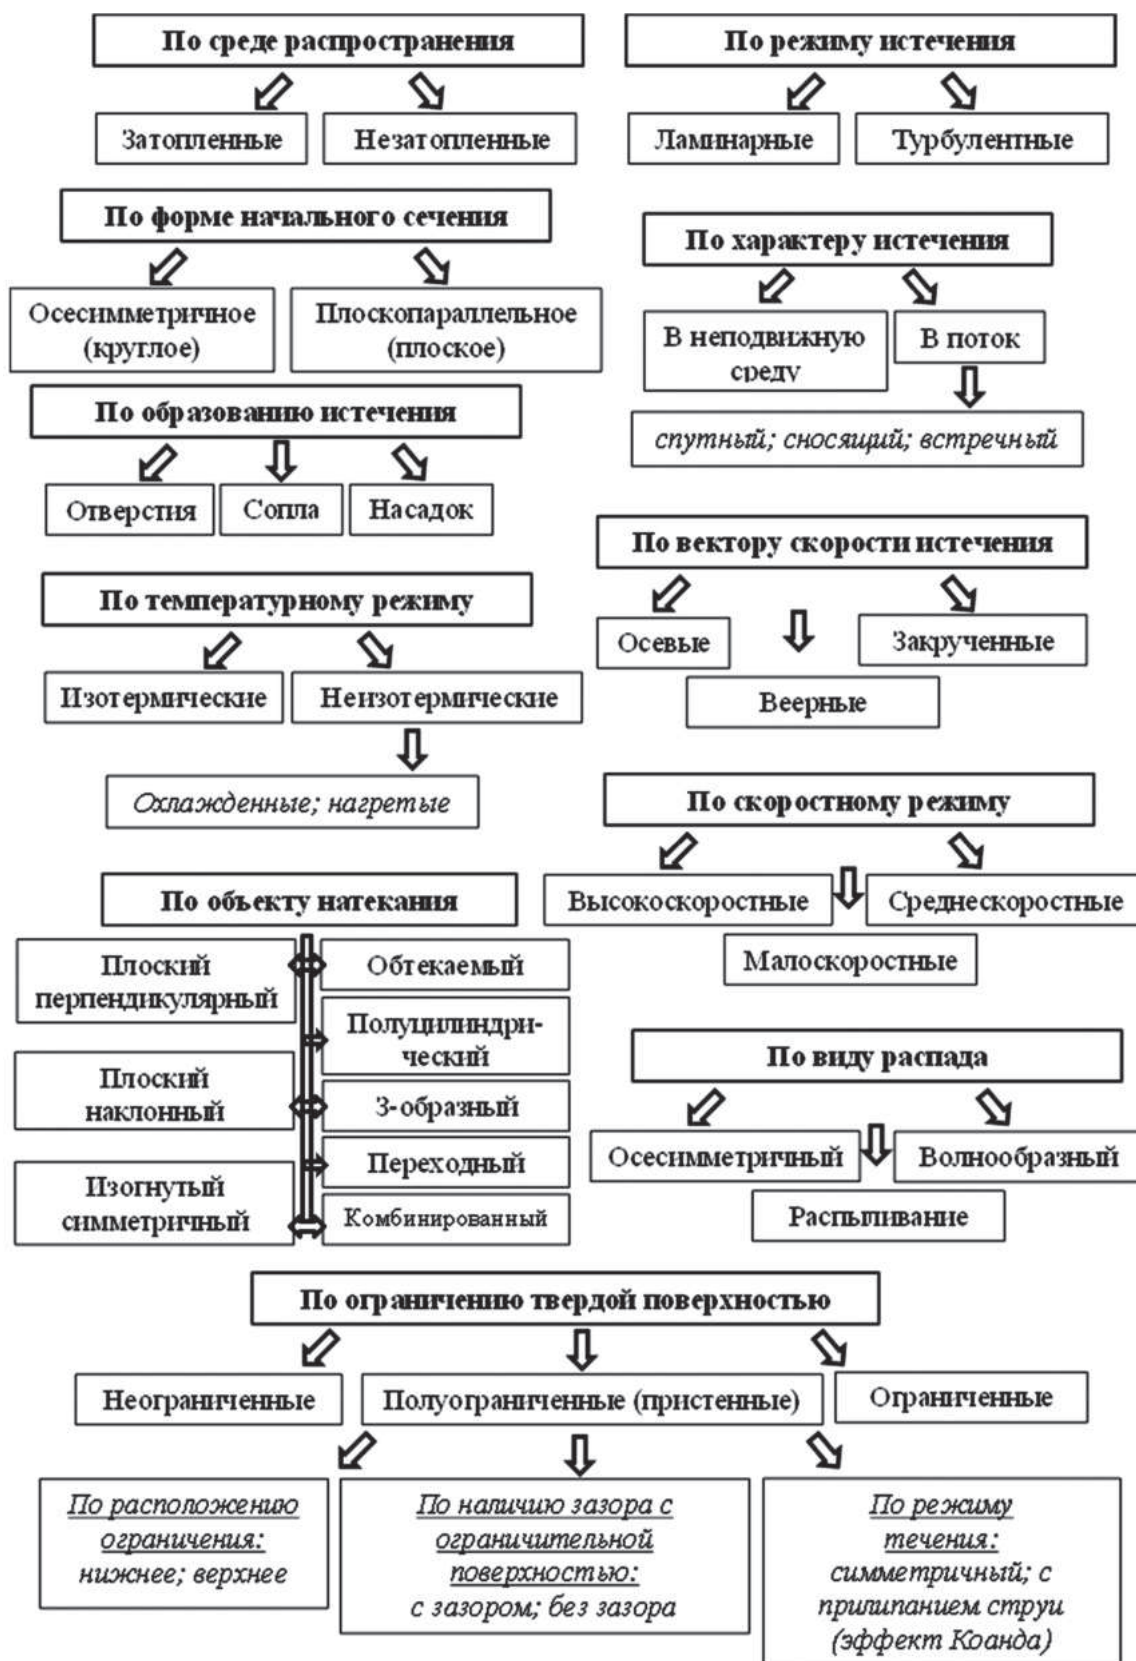 По среде распространения
Затопленные
Незатопленные
По форме начального сечения
Осесимметричное
(круглое)
Плоскопараллельное
(плоское)
По образованию истечения
Отверстия
Сопла
Насадок
По температурному режиму
Изотермические
Неизотермические
Охлажденные; нагретые
По объекту натекания
Плоский
перпендикулярный
Плоский
наклонный
Изогнутый
симметричный
Обтекаемый
Полуцилиндри-
ческий
З-образный
Переходный
Комбинированный
По режиму истечения
Ламинарные
Турбулентные
По характеру истечения
В неподвижную
среду
В поток
спутный; сносящий; встречный
По вектору скорости истечения
Осевые
Закрученные
Веерные
По скоростному режиму
Высокоскоростные
Среднескоростные
Малоскоростные
По виду распада
Осесимметричный
Волнообразный
Распыливание
По ограничению твердой поверхностью
Неограниченные
Полуограниченные (пристенные)
Ограниченные
По расположению
ограничения:
нижнее; верхнее
По наличию зазора с
ограничительной
поверхностью:
с зазором; без зазора
По режиму
течения:
симметричный; с
прилипанием струи
(эффект Коанда)